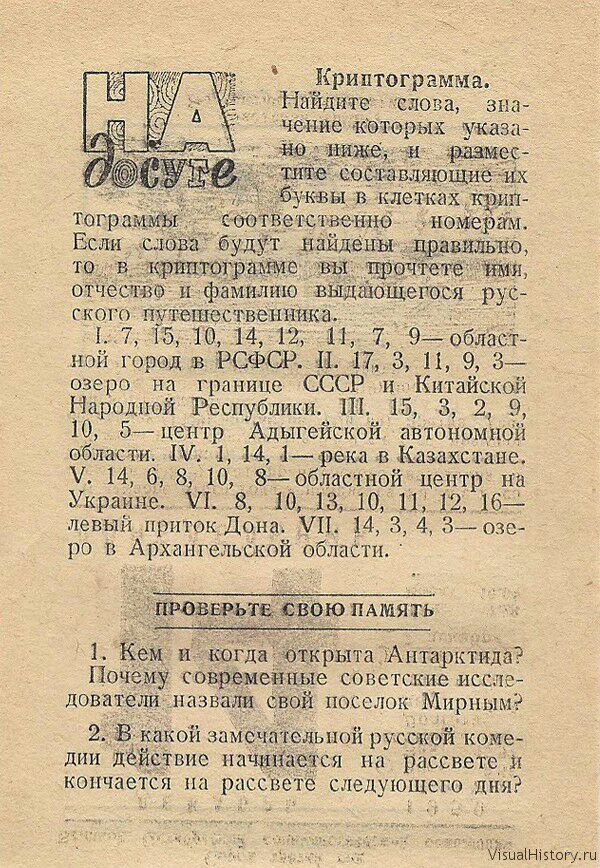 НА
досуге
Криптограмма.
Найдите слова, зна-
чение которых указа-
но ниже, и размес-
тите составляющие их
буквы в клетках крип-
тограммы соответственно номерам.
Если слова будут найдены правильно,
то в криптограмме вы прочтете имя,
отчество и фамилию выдающегося рус-
ского путешественника.
I. 7, 15, 10, 14, 12, 11, 7, 9— област-
ной город в РСФСР. II. 17, 3, 11, 9, 3—
озеро на границе СССР и Китайской
Народной Республики. III. 15, 3, 2, 9,
10, 5—центр Адыгейской автономной
области. IV. 1, 14, 1—река в Казахстане.
V. 14, 6, 8, 10, 8—областной центр на
Украине. VI. 8, 10, 13, 10, 11, 12, 16—
левый приток Дона. VII. 14, 3, 4, 3—озе-
ро в Архангельской области.
ПРОВЕРЬТЕ СВОЮ ПАМЯТЬ
1. Кем и когда открыта Антарктида?
Почему современные советские иссле-
дователи назвали свой поселок Мирным?
2. В какой замечательной русской коме-
дии действие начинается на рассвете и
кончается на рассвете следующего дня?
VisualHistory.ru